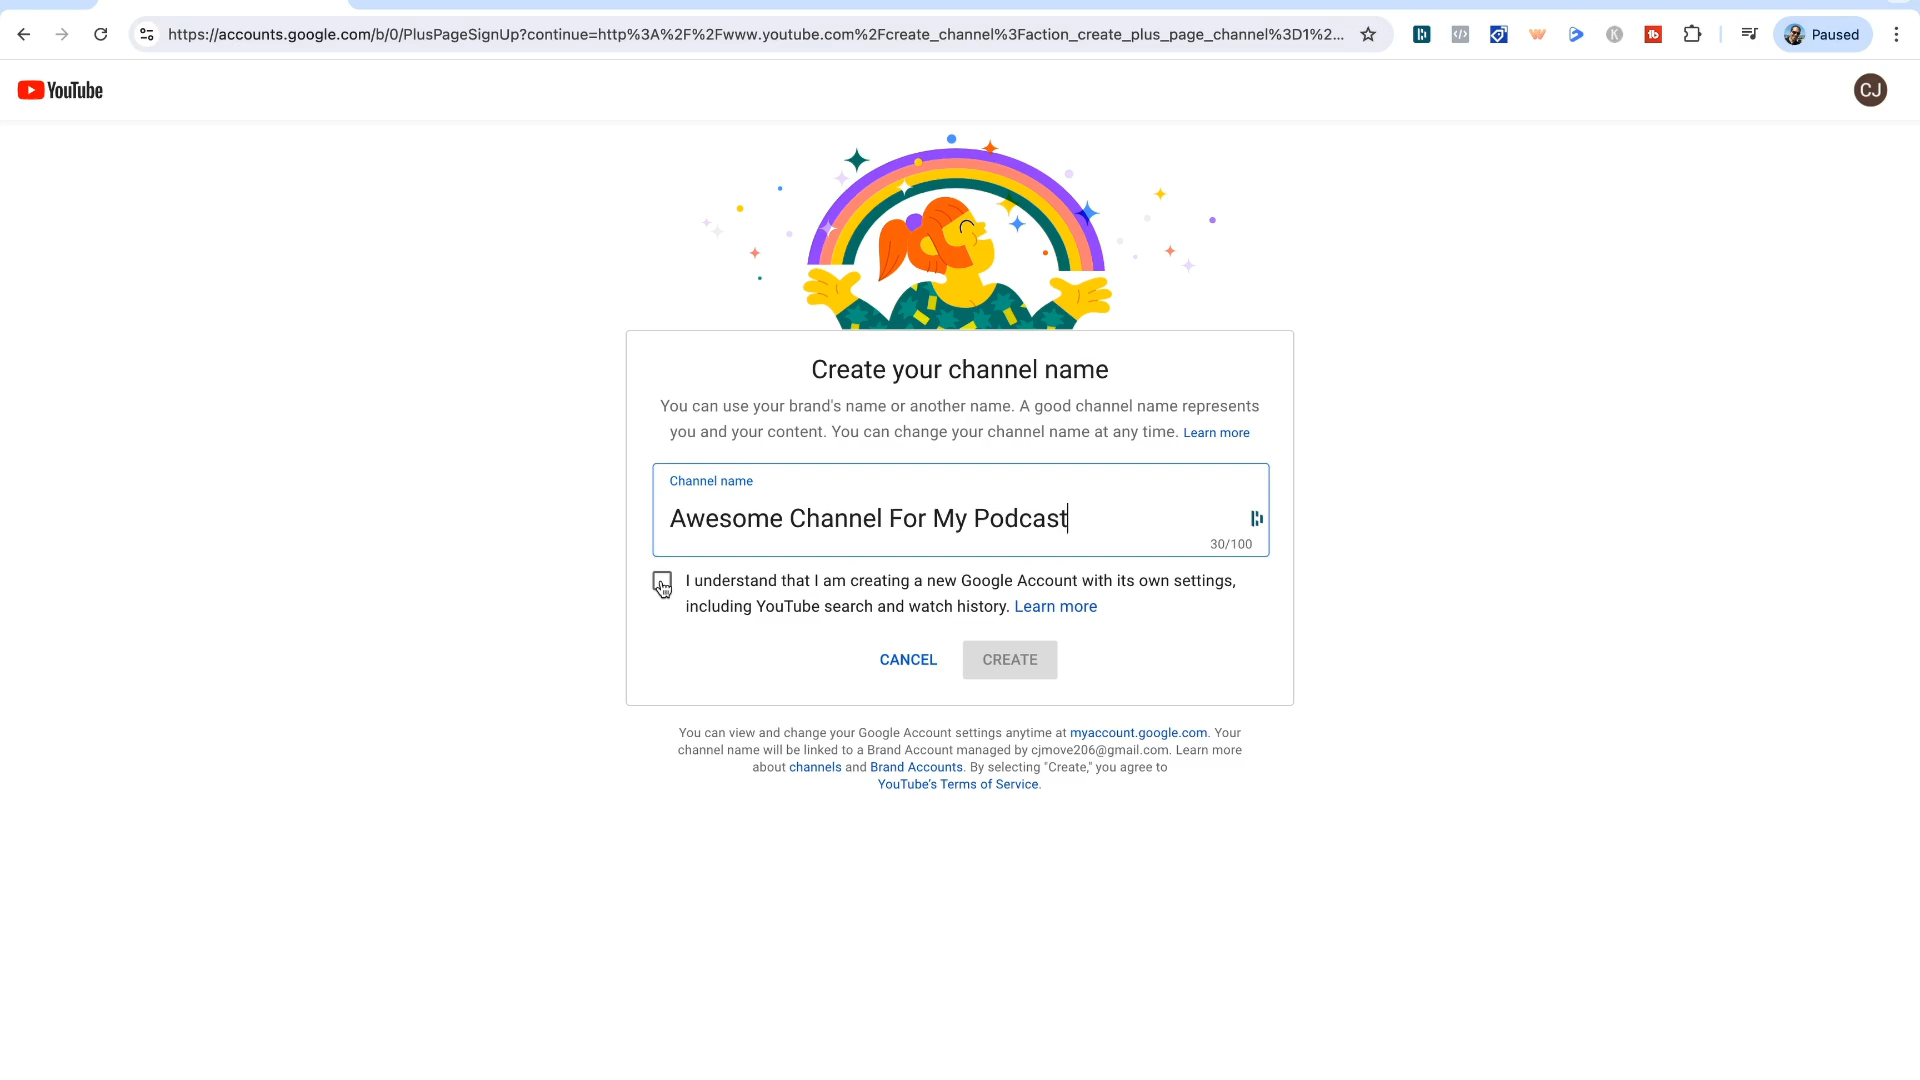 https://accounts.google.com/b/0/PlusPageSignUp?continue=http%3A%2F%2Fwww.youtube.com%2Fcreate_channel%3Faction_create_plus_page_channel%3D1%2...
Paused
YouTube
CJ
Create your channel name
You can use your brand's name or another name. A good channel name represents
you and your content. You can change your channel name at any time. Learn more
Channel name
Awesome Channel For My Podcast
30/100
I understand that I am creating a new Google Account with its own settings,
including YouTube search and watch history. Learn more
CANCEL
CREATE
You can view and change your Google Account settings anytime at myaccount.google.com. Your
channel name will be linked to a Brand Account managed by cjmove206@gmail.com. Learn more
about channels and Brand Accounts. By selecting "Create," you agree to
YouTube's Terms of Service.